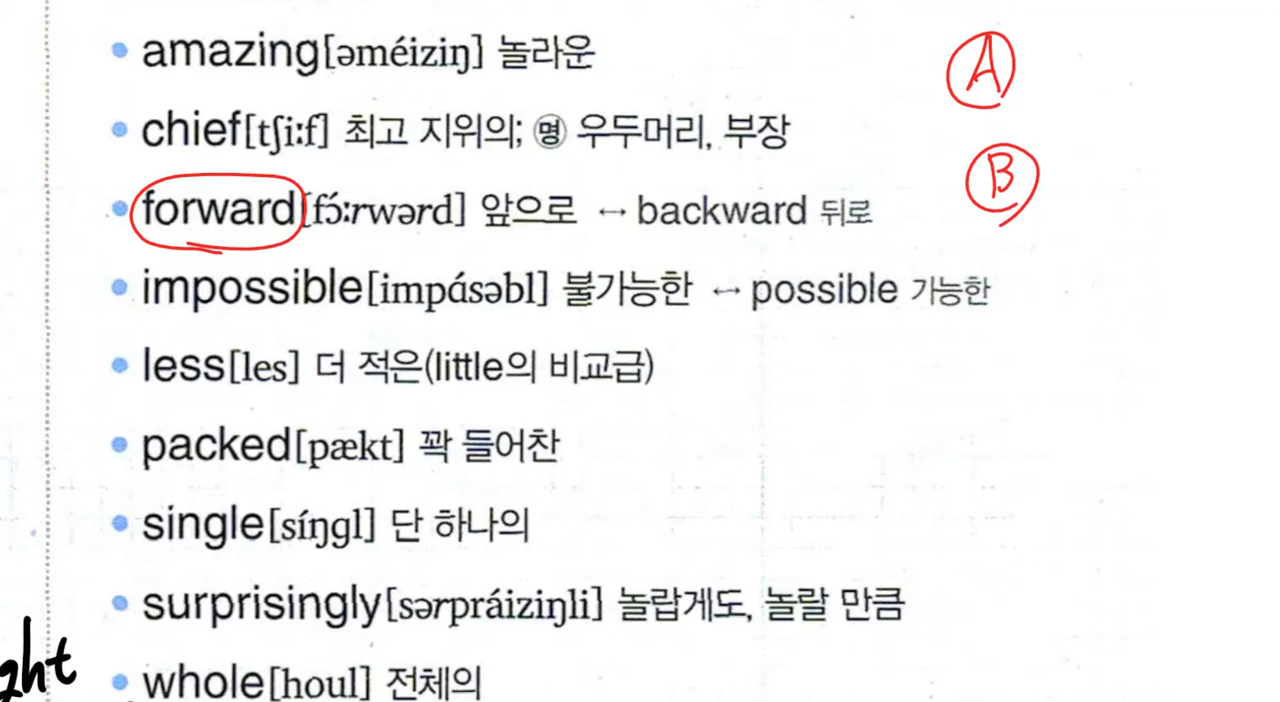 amazing[əméiziŋ] 놀라운
A
chief[tʃi:f] 최고 지위의; 명 우두머리, 부장
B
forward[fɔ́:rwərd] 앞으로 ↔ backward 뒤로
impossible[impásəbl] 불가능한 ↔ possible 가능한
less[les] 더 적은(little의 비교급)
packed[pækt] 꽉 들어찬
single[síŋgl] 단 하나의
surprisingly[sərpráiziŋli] 놀랍게도, 놀랄 만큼
ght
whole[houl] 전체의